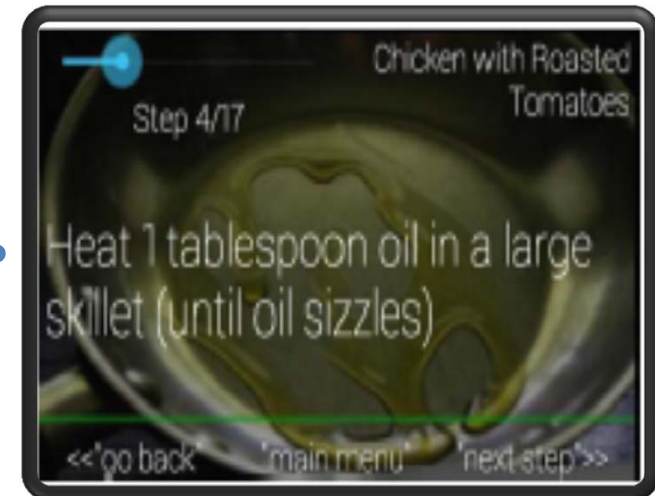 Chicken with Roasted
Tomatoes
Step 4/17
Heat 1 tablespoon oil in a large
skillet (until oil sizzles)
<<"go back"
"main menu"
"next step">>